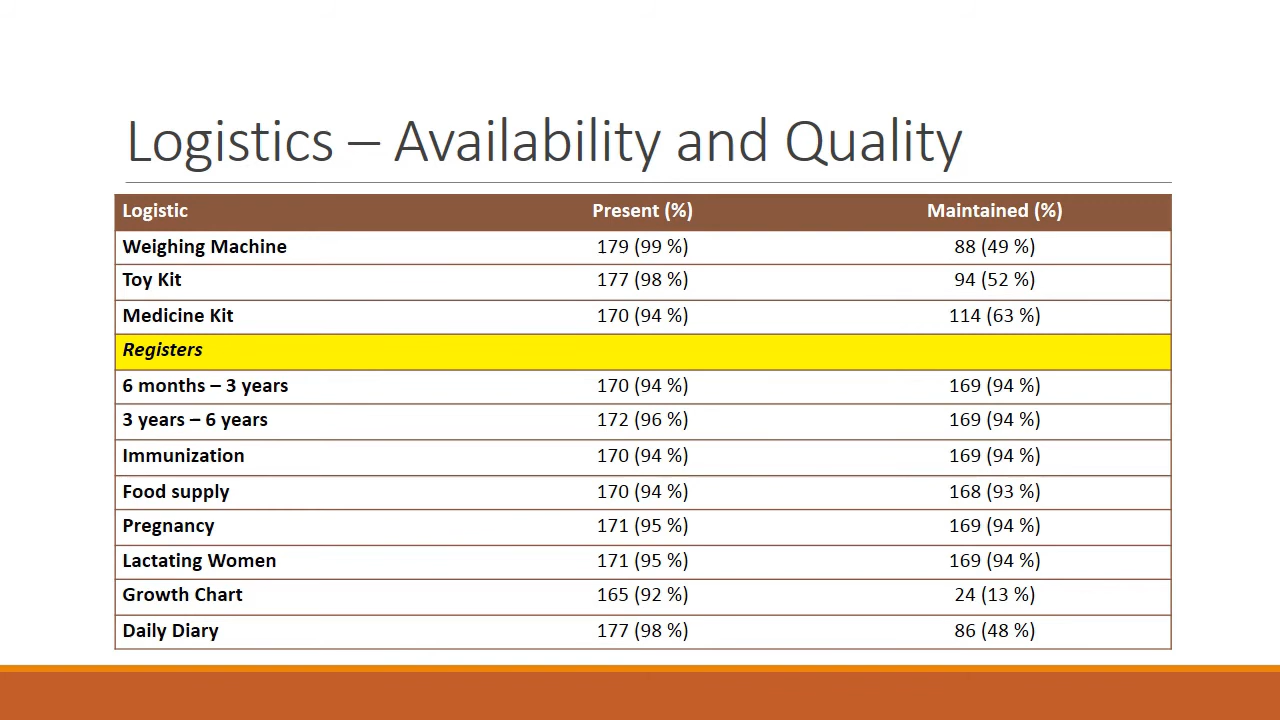 Logistics – Availability and Quality
Logistic Present (%) Maintained (%)
Weighing Machine 179 (99 %) 88 (49 %)
Toy Kit 177 (98 %) 94 (52 %)
Medicine Kit 170 (94 %) 114 (63 %)
Registers
6 months – 3 years 170 (94 %) 169 (94 %)
3 years – 6 years 172 (96 %) 169 (94 %)
Immunization 170 (94 %) 169 (94 %)
Food supply 170 (94 %) 168 (93 %)
Pregnancy 171 (95 %) 169 (94 %)
Lactating Women 171 (95 %) 169 (94 %)
Growth Chart 165 (92 %) 24 (13 %)
Daily Diary 177 (98 %) 86 (48 %)